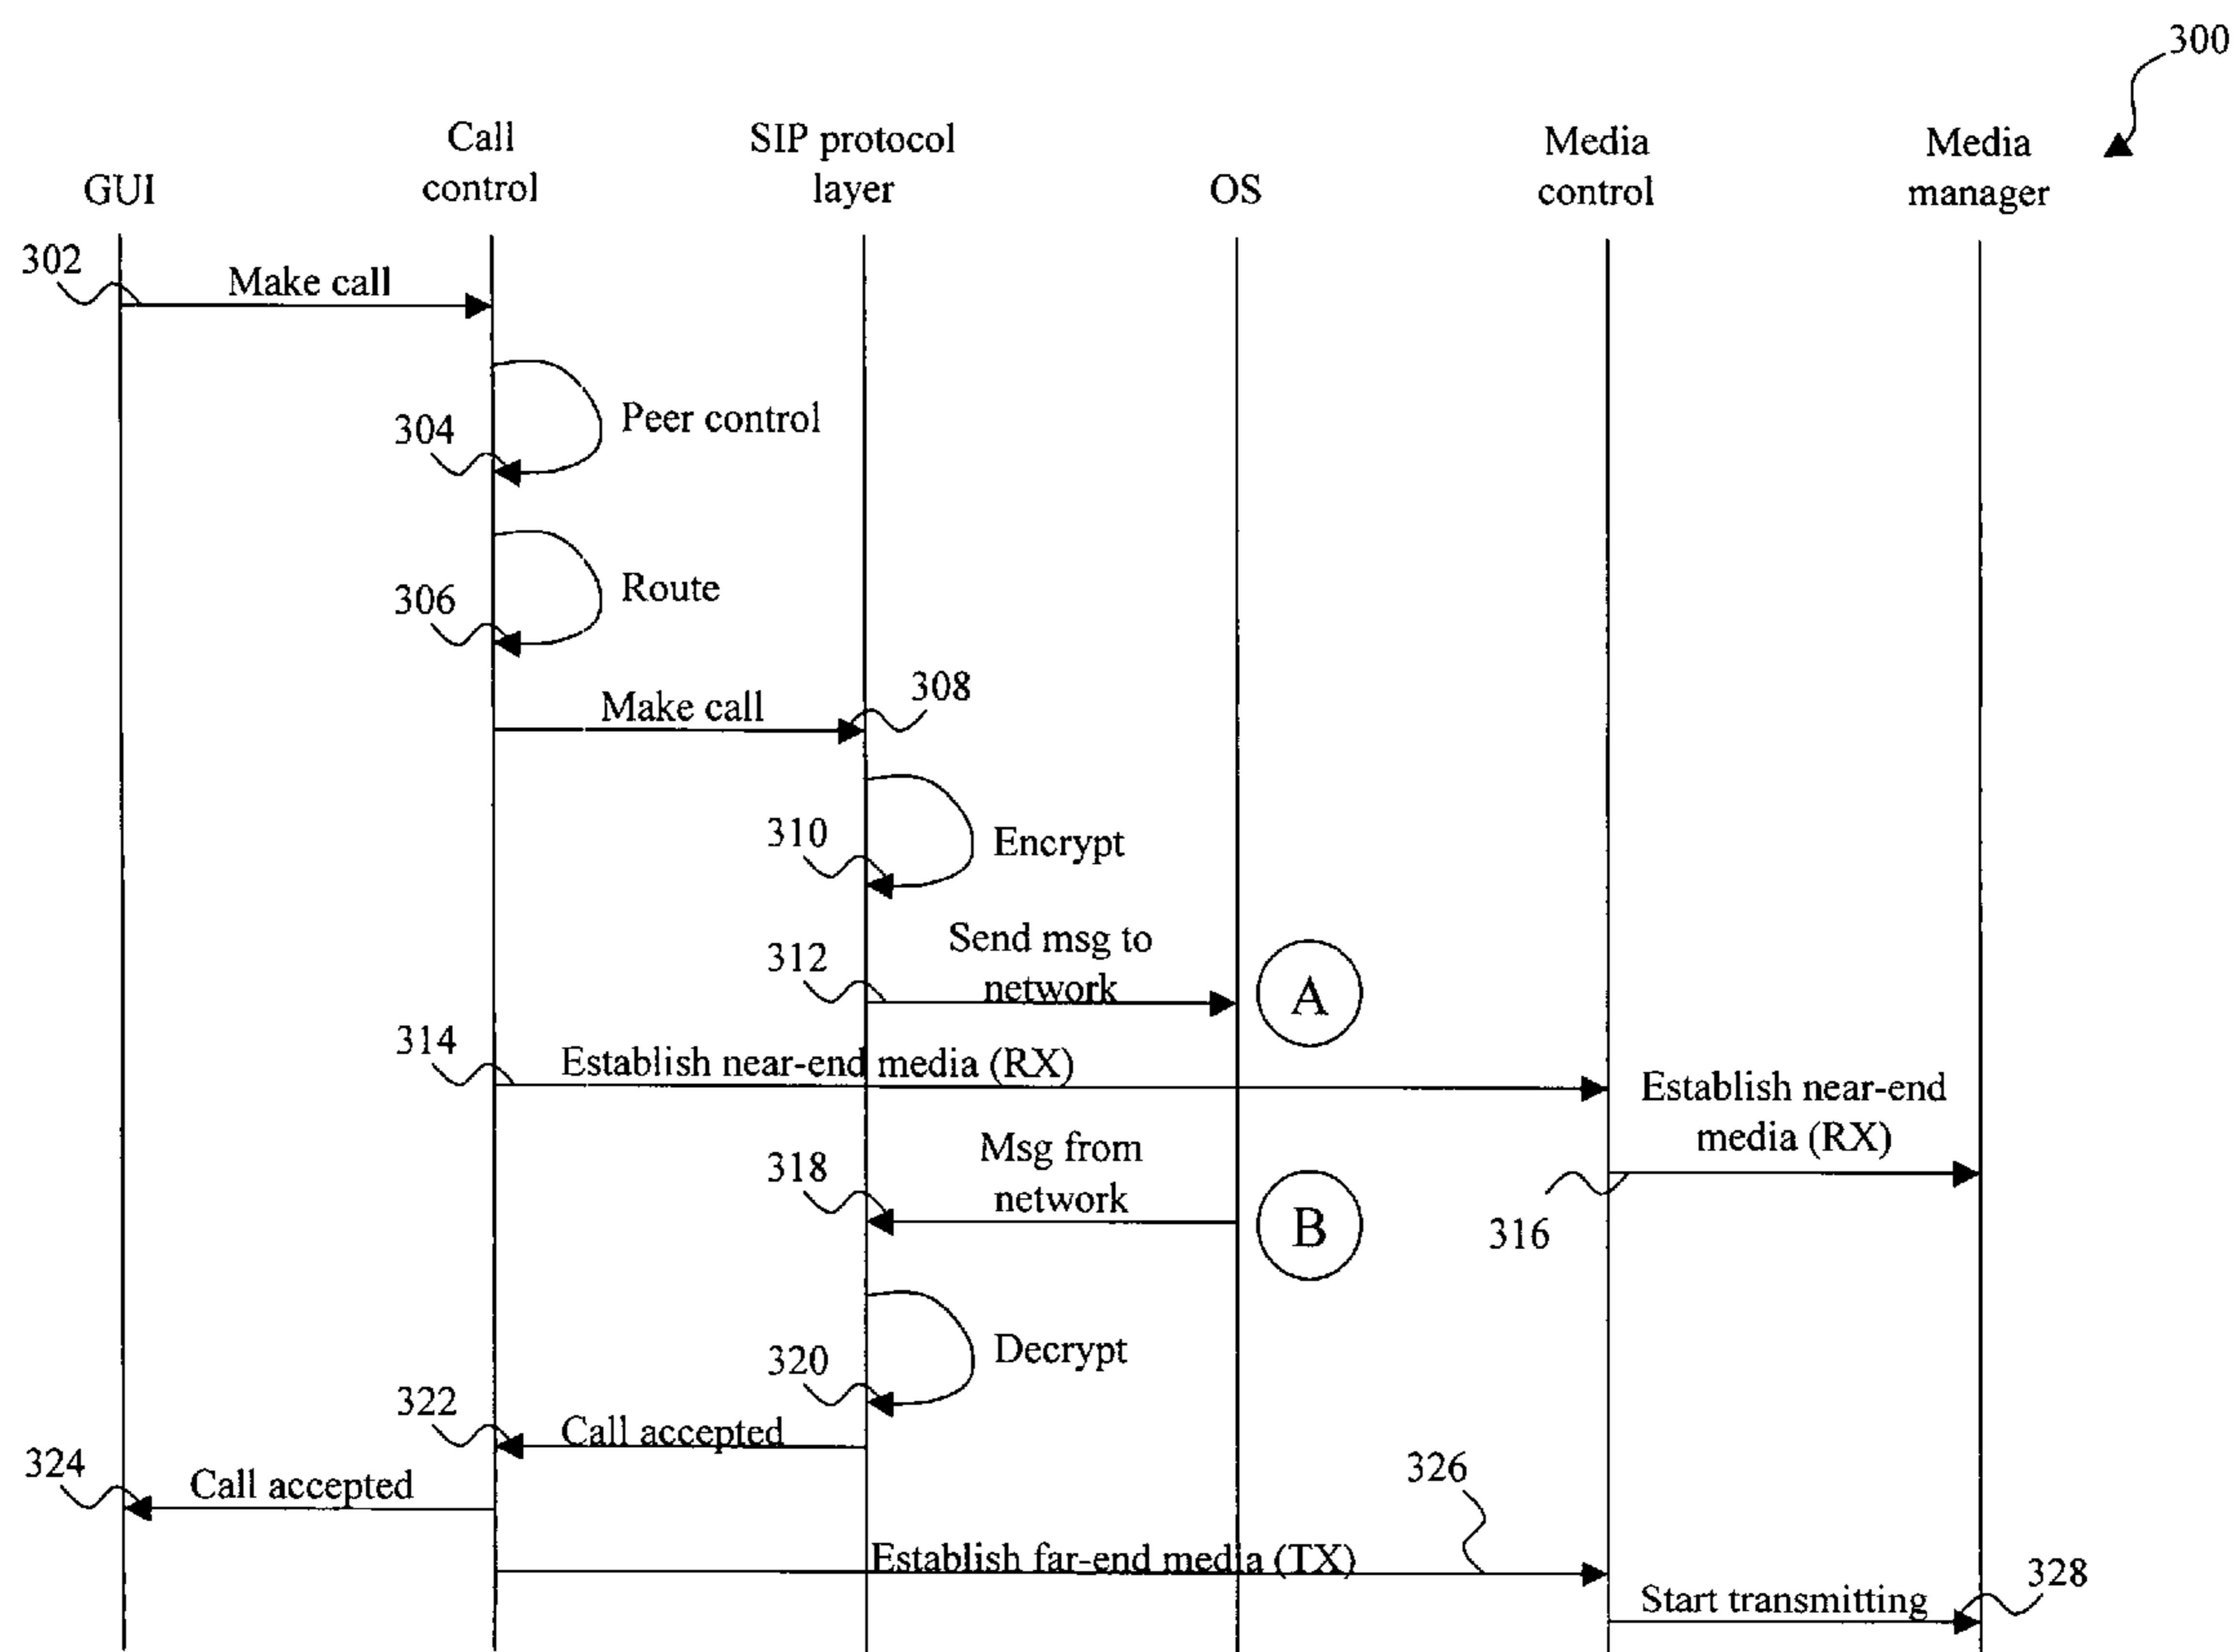 300
Call
SIP protocol
Media
Media
GUI
control
layer
OS
control
manager
302
Make call
304
Peer control
306
Route
308
Make call
310
Encrypt
312
Send msg to
network
A
314
Establish near-end media (RX)
Establish near-end
media (RX)
316
318
Msg from
network
B
320
Decrypt
322
Call accepted
324
Call accepted
326
Establish far-end media (TX)
328
Start transmitting